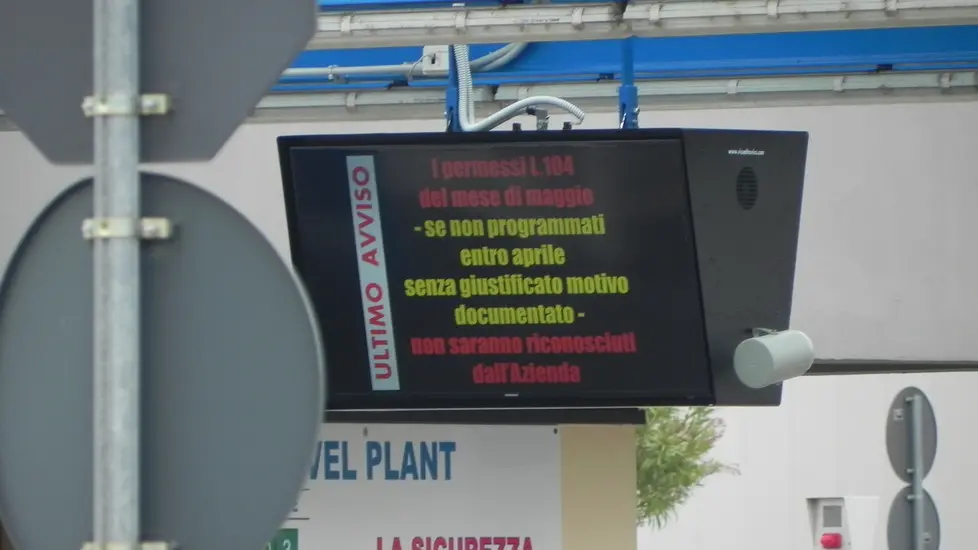 ULTIMO AVVISO
I permessi L.104
del mese di maggio
- se non programmati
entro aprile
senza giustificato motivo
documentato -
non saranno riconosciuti
dall'Azienda
VEL PLANT
LA SICUREZZA